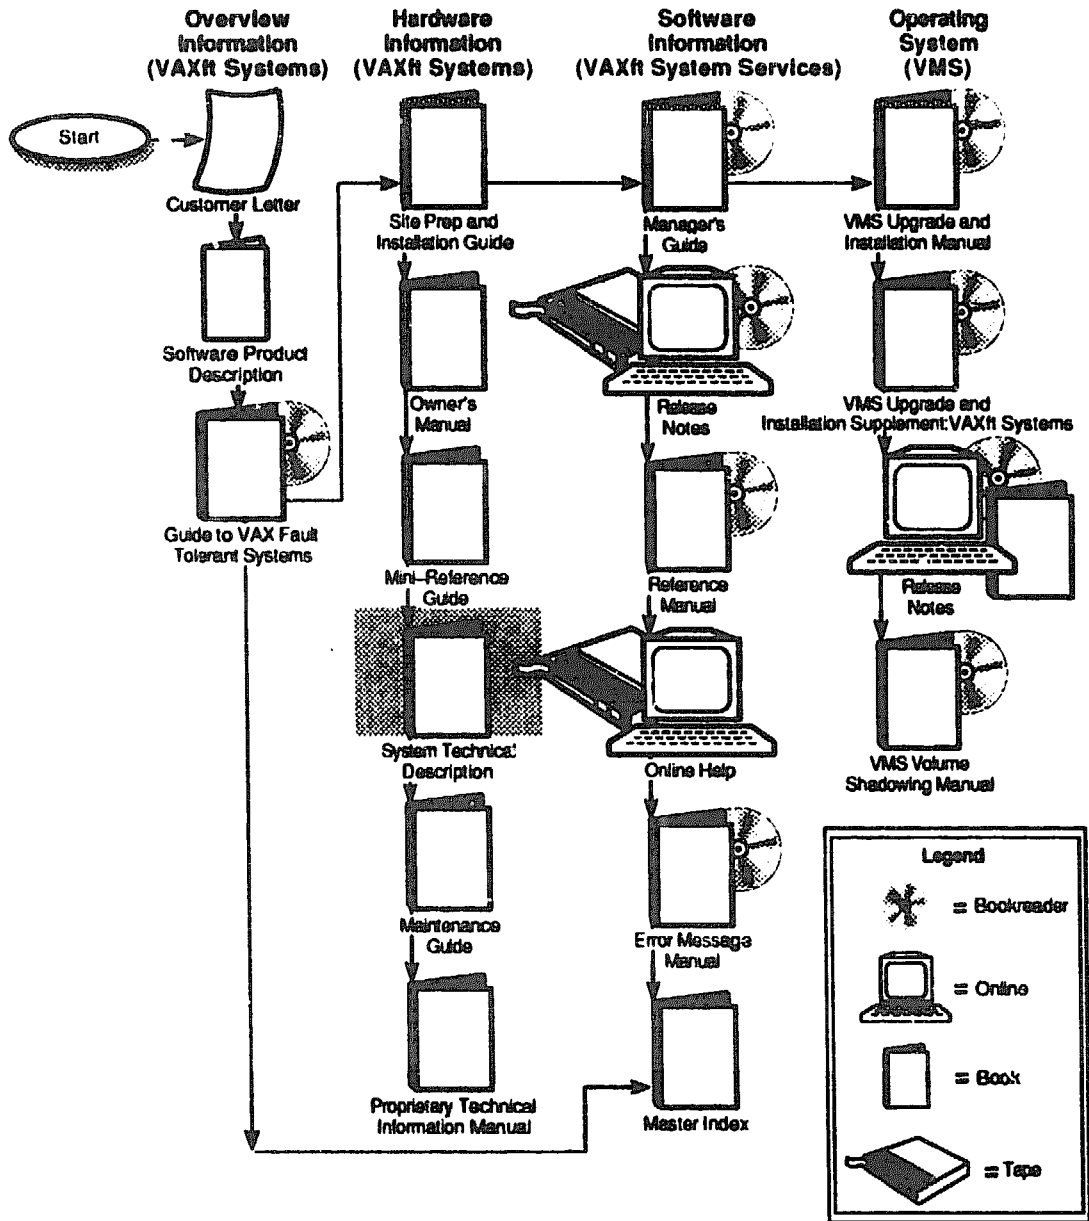 Overview
Information
(VAXft Systems)
Hardware
Information
(VAXft Systems)
Software
Information
(VAXft System Services)
Operating
System
(VMS)
Start
Customer Letter
Software Product
Description
Guide to VAX Fault
Tolerant Systems
Site Prep and
Installation Guide
Owner's
Manual
Mini-Reference
Guide
System Technical
Description
Maintenance
Guide
Proprietary Technical
Information Manual
Manager's
Guide
Release
Notes
Reference
Manual
Online Help
Error Message
Manual
Master Index
VMS Upgrade and
Installation Manual
VMS Upgrade and
Installation Supplement:VAXft Systems
Release
Notes
VMS Volume
Shadowing Manual
Legend
= Bookreader
= Online
= Book
= Tape